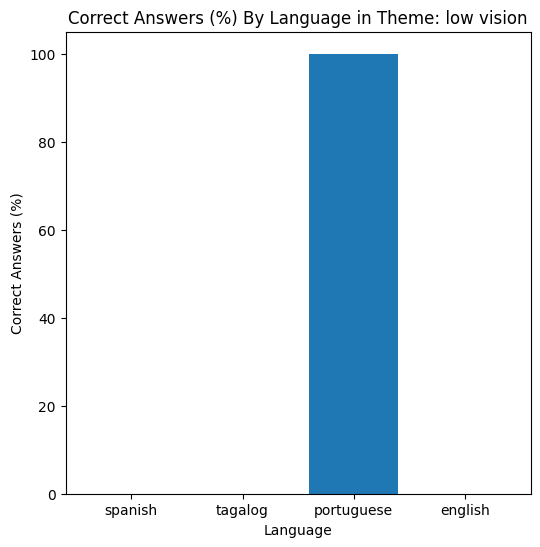 Correct Answers (%) By Language in Theme: low vision
Correct Answers (%)
100
80
60
40
20
0
spanish tagalog portuguese english
Language